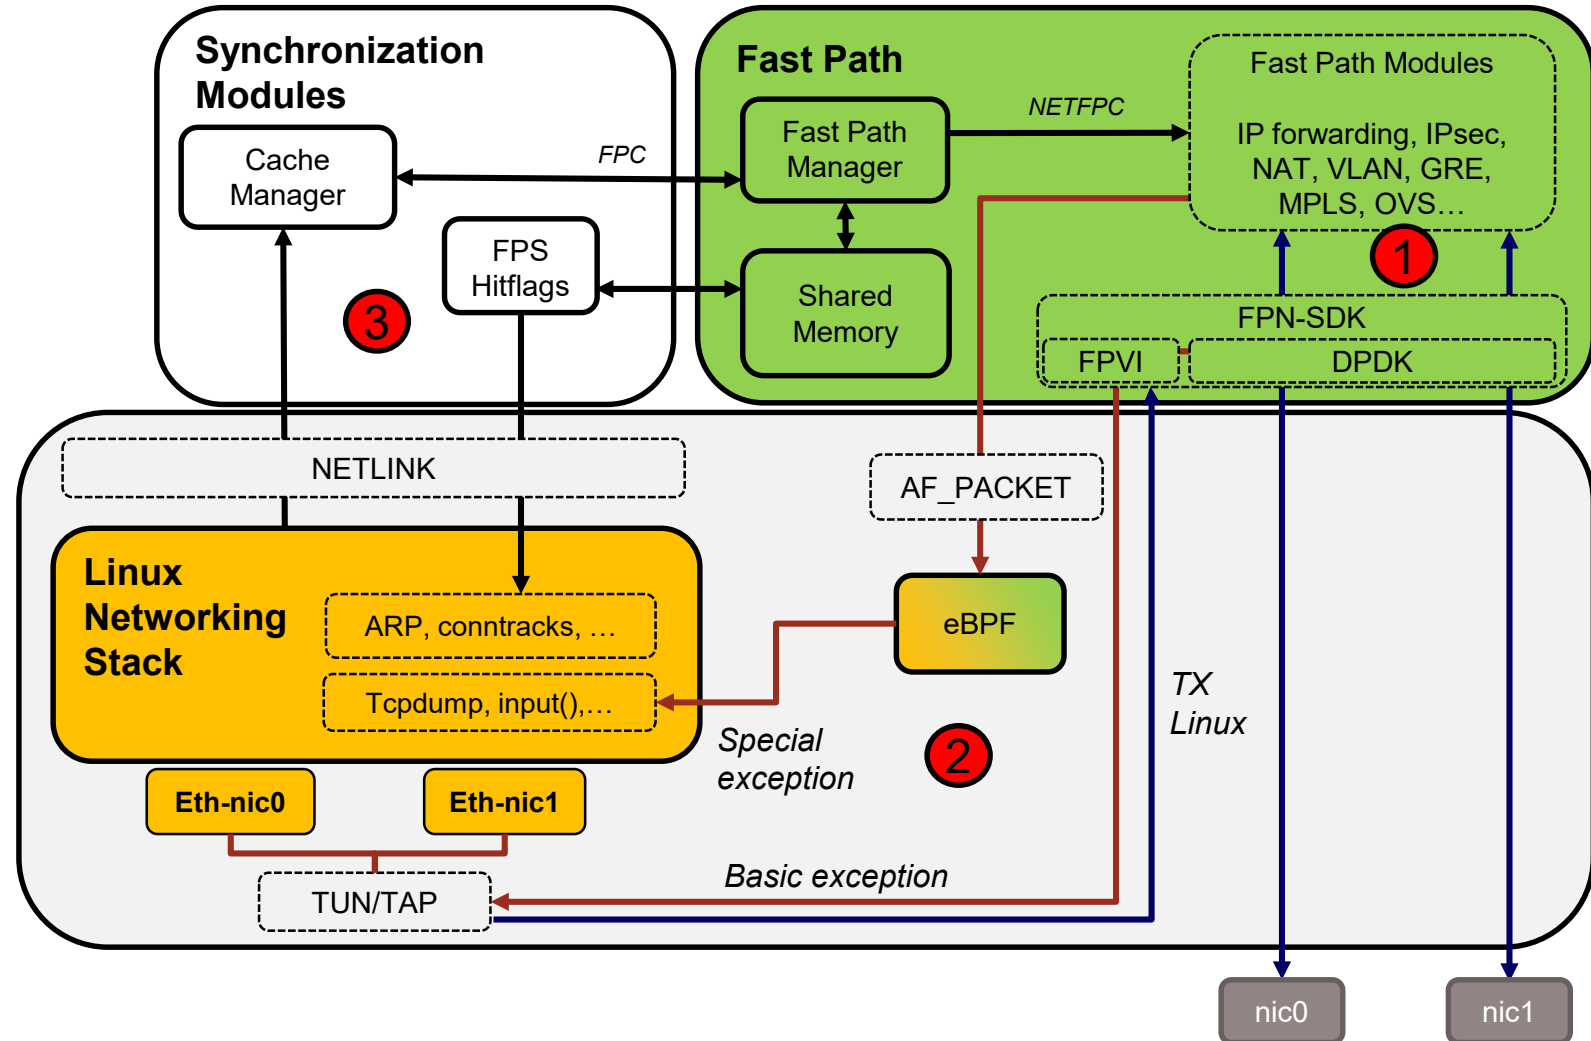 Synchronization
Modules
Cache
Manager
FPC
FPS
Hitflags
3
Fast Path
Fast Path
Manager
NETFPC
Shared
Memory
Fast Path Modules
IP forwarding, IPsec,
NAT, VLAN, GRE,
MPLS, OVS…
1
FPN-SDK
FPVI
DPDK
NETLINK
AF_PACKET
Linux
Networking
Stack
ARP, conntracks, …
Tcpdump, input(),…
eBPF
Special
exception
2
TX
Linux
Eth-nic0
Eth-nic1
TUN/TAP
Basic exception
nic0
nic1